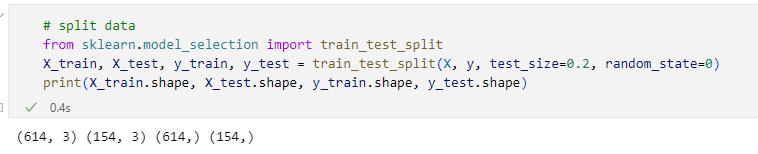 # split data
from sklearn.model_selection import train_test_split
X_train, X_test, y_train, y_test = train_test_split(X, y, test_size=0.2, random_state=0)
print(X_train.shape, X_test.shape, y_train.shape, y_test.shape)
] ✓ 0.4s
(614, 3) (154, 3) (614,) (154,)